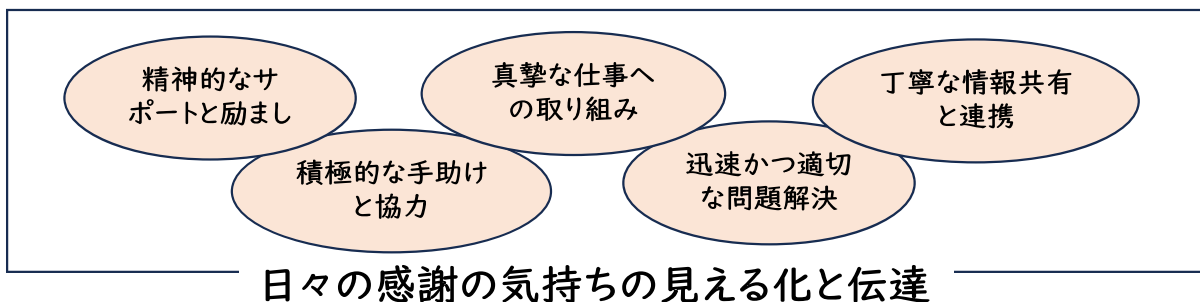 精神的なサ
ポートと励まし
積極的な手助け
と協力
真摯な仕事へ
の取り組み
迅速かつ適切
な問題解決
丁寧な情報共有
と連携
日々の感謝の気持ちの見える化と伝達